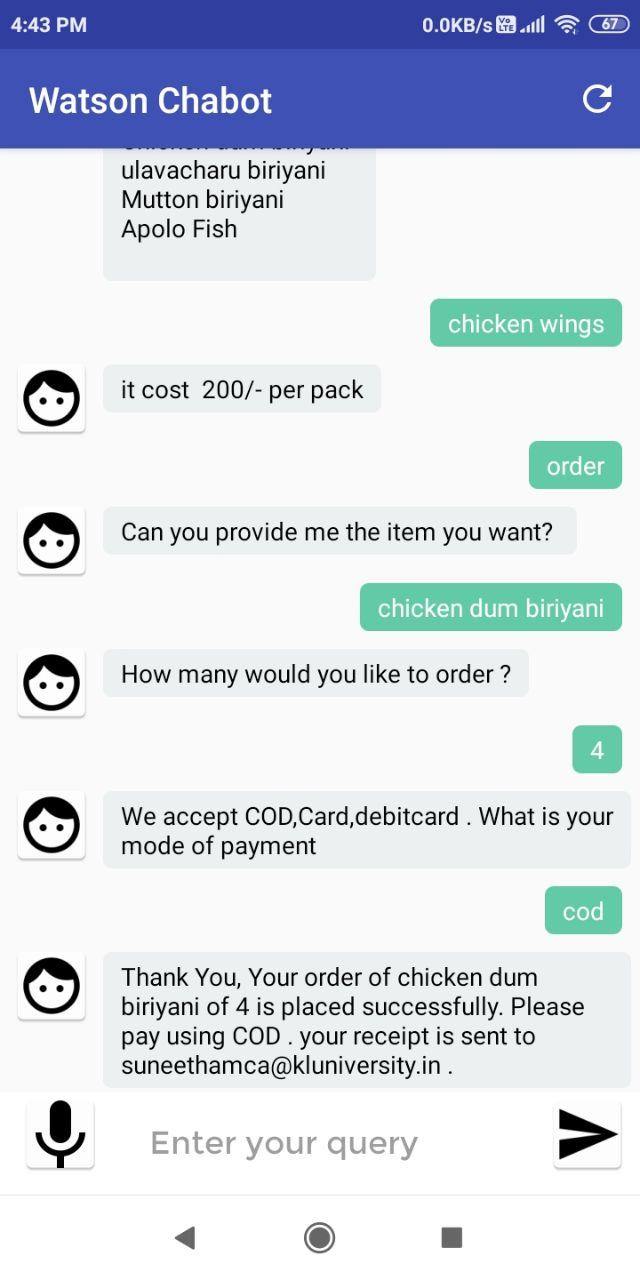 4:43 PM
0.0KB/s Vo LTE 67
Watson Chabot
ulavacharu biriyani
Mutton biriyani
Apolo Fish
chicken wings
it cost  200/- per pack
order
Can you provide me the item you want?
chicken dum biriyani
How many would you like to order ?
4
We accept COD,Card,debitcard . What is your
mode of payment
cod
Thank You, Your order of chicken dum
biriyani of 4 is placed successfully. Please
pay using COD . your receipt is sent to
suneethamca@kluniversity.in .
Enter your query